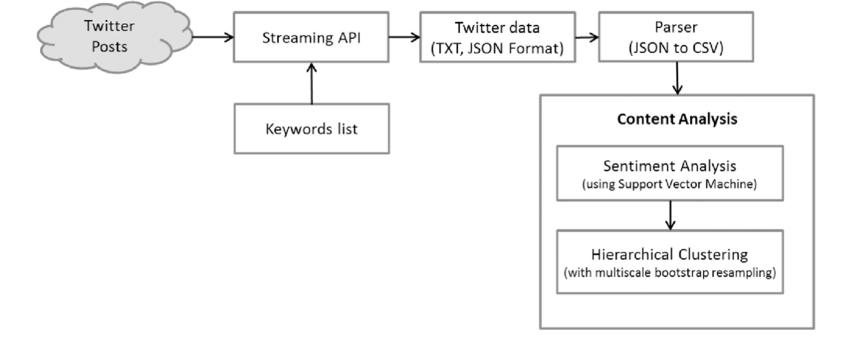 Twitter
Posts
Streaming API
Twitter data
(TXT, JSON Format)
Parser
(JSON to CSV)
Keywords list
Content Analysis
Sentiment Analysis
(using Support Vector Machine)
Hierarchical Clustering
(with multiscale bootstrap resampling)